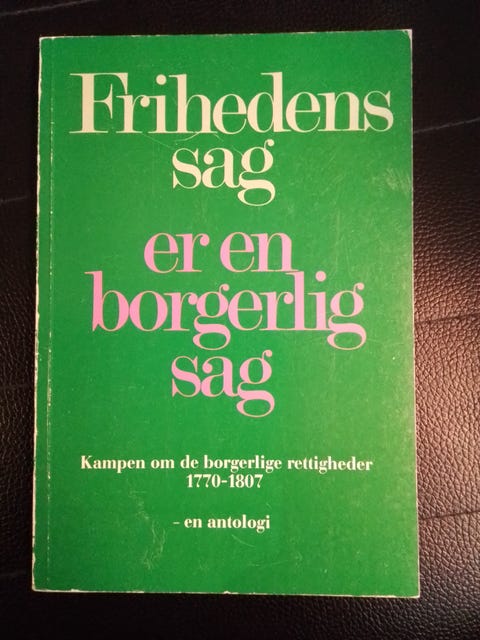 Frihedens
sag
er en
borgerlig
sag
Kampen om de borgerlige rettigheder
1770-1807
- en antologi